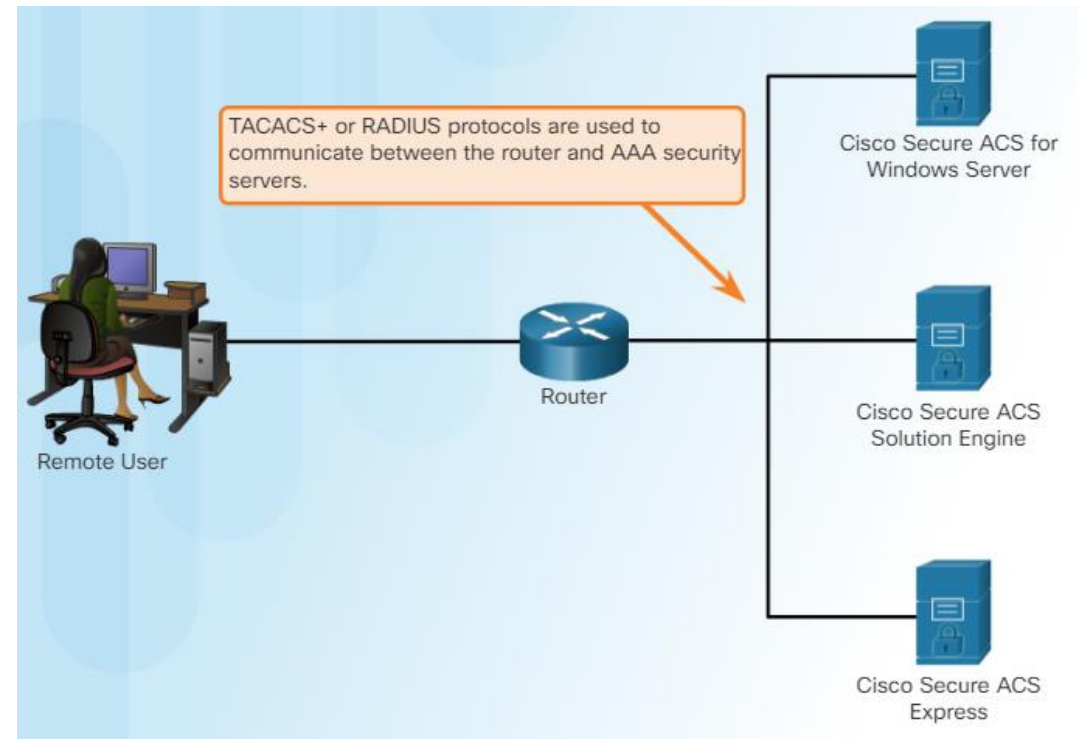 TACACS+ or RADIUS protocols are used to
communicate between the router and AAA security
servers.
Cisco Secure ACS for
Windows Server
Router
Cisco Secure ACS
Solution Engine
Remote User
Cisco Secure ACS
Express